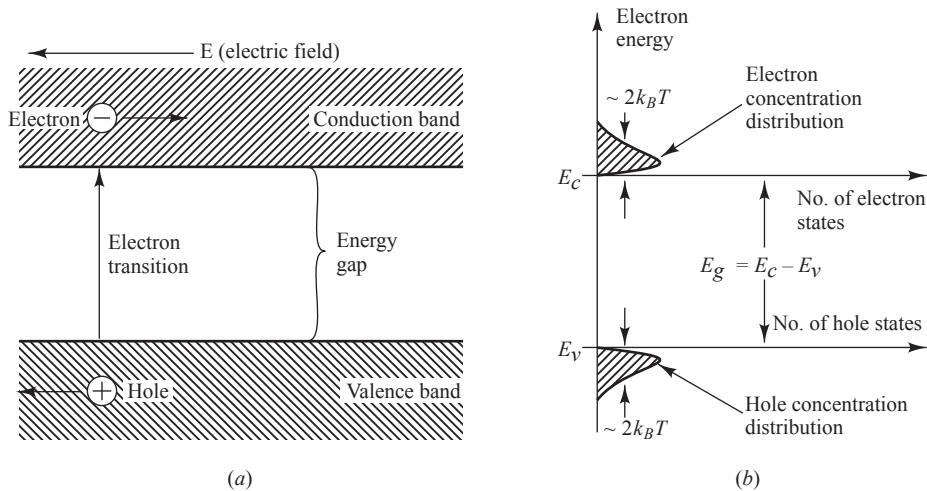 E (electric field)
Electron
−
Conduction band
Electron
transition
Energy
gap
+
Hole
Valence band
(a)
Electron
energy
~ 2k_BT
Electron
concentration
distribution
E_c
No. of electron
states
E_g = E_c – E_v
No. of hole states
E_v
~ 2k_BT
Hole concentration
distribution
(b)